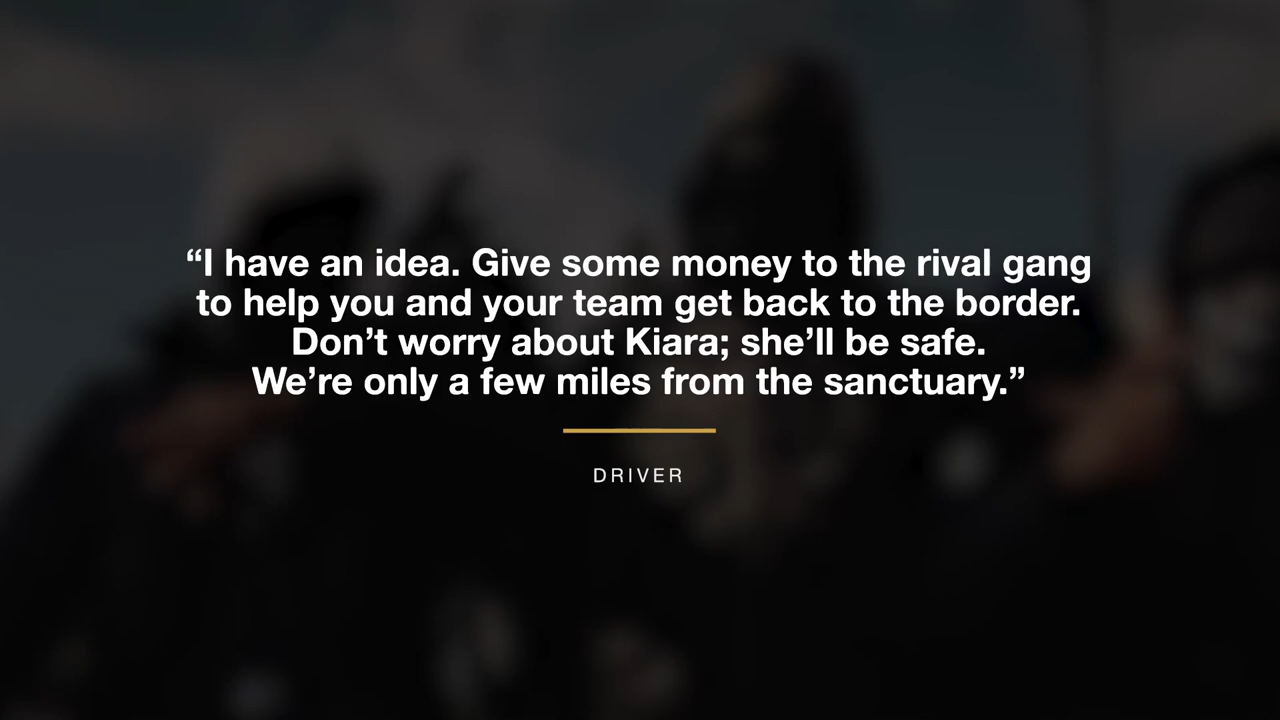 “I have an idea. Give some money to the rival gang
to help you and your team get back to the border.
Don’t worry about Kiara; she’ll be safe.
We’re only a few miles from the sanctuary.”
DRIVER